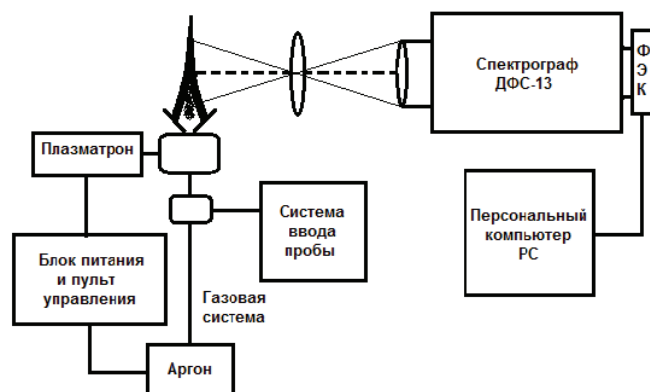 Спектрограф
ДФС-13
Ф
Э
К
Плазматрон
Система
ввода
пробы
Персональный
компьютер
PC
Блок питания
и пульт
управления
Газовая
система
Аргон